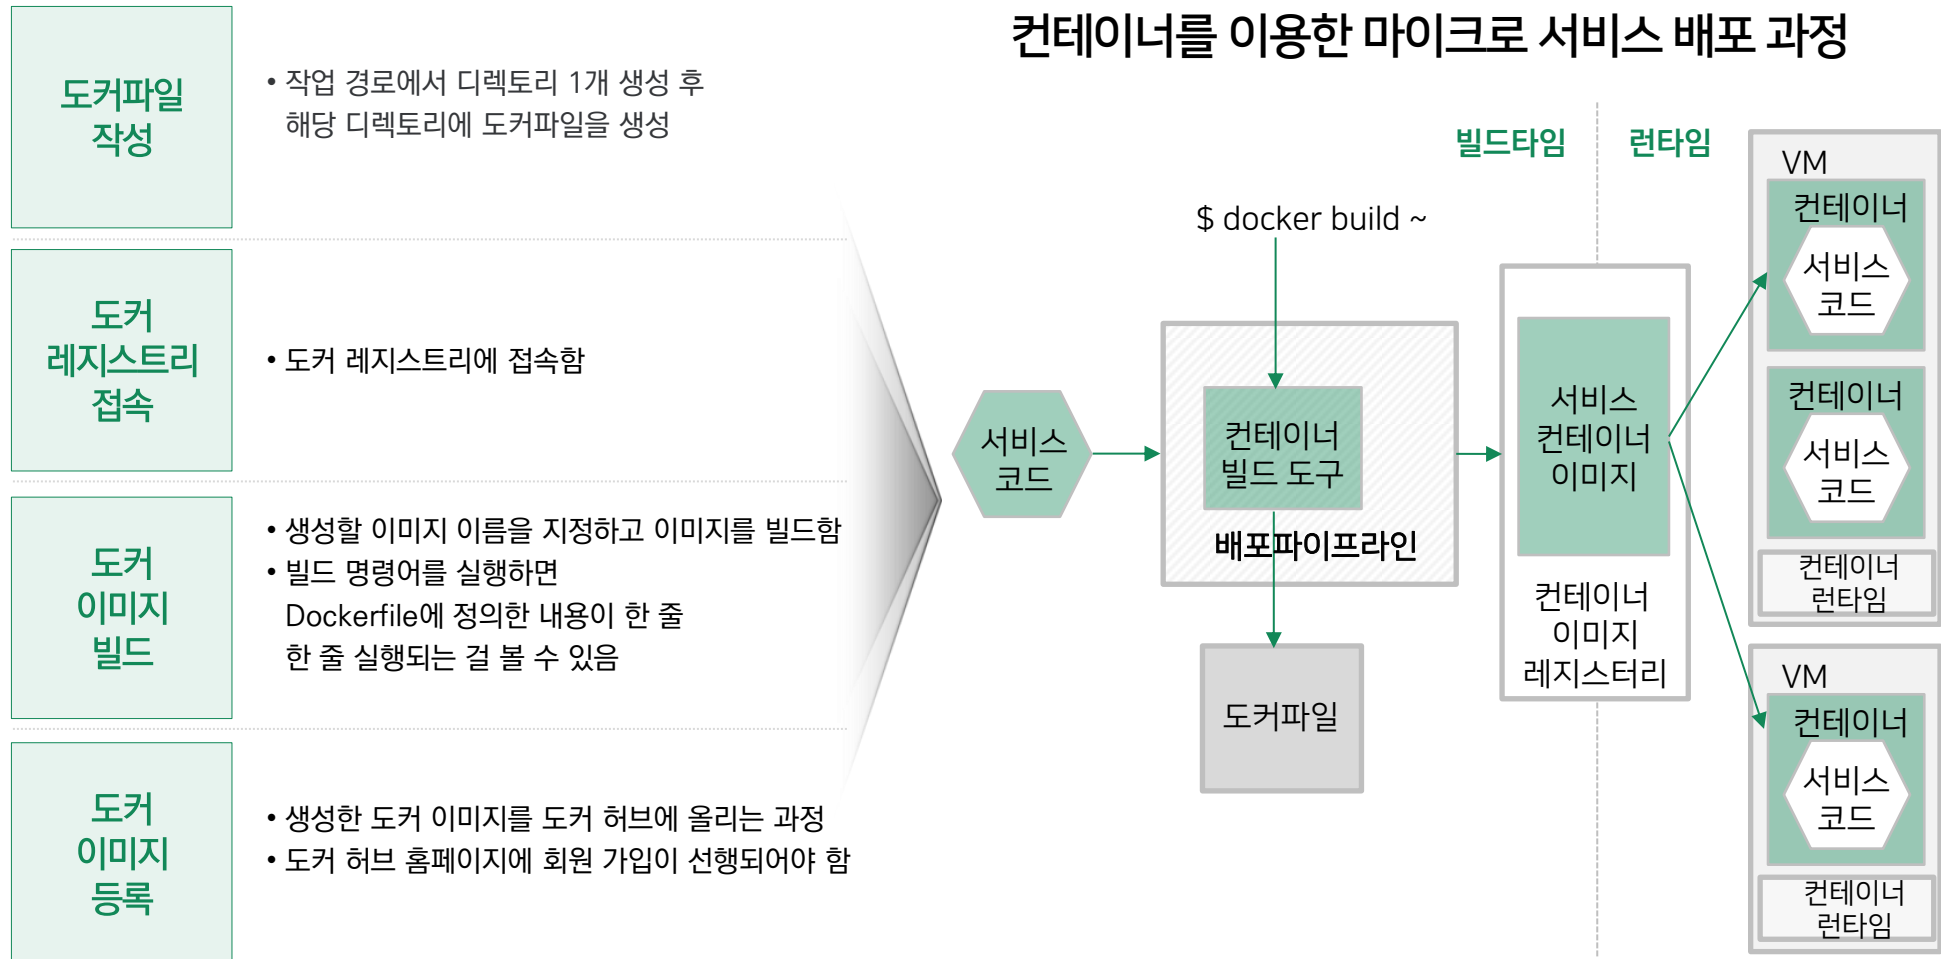 컨테이너를 이용한 마이크로 서비스 배포 과정
도커파일
작성
• 작업 경로에서 디렉토리 1개 생성 후
해당 디렉토리에 도커파일을 생성
도커
레지스트리
접속
• 도커 레지스트리에 접속함
도커
이미지
빌드
• 생성할 이미지 이름을 지정하고 이미지를 빌드함
• 빌드 명령어를 실행하면
Dockerfile에 정의한 내용이 한 줄
한 줄 실행되는 걸 볼 수 있음
도커
이미지
등록
• 생성한 도커 이미지를 도커 허브에 올리는 과정
• 도커 허브 홈페이지에 회원 가입이 선행되어야 함
빌드타임
런타임
$ docker build ~
서비스
코드
컨테이너
빌드 도구
배포파이프라인
도커파일
서비스
컨테이너
이미지
컨테이너
이미지
레지스터리
VM
컨테이너
서비스
코드
컨테이너
서비스
코드
컨테이너
런타임
VM
컨테이너
서비스
코드
컨테이너
런타임